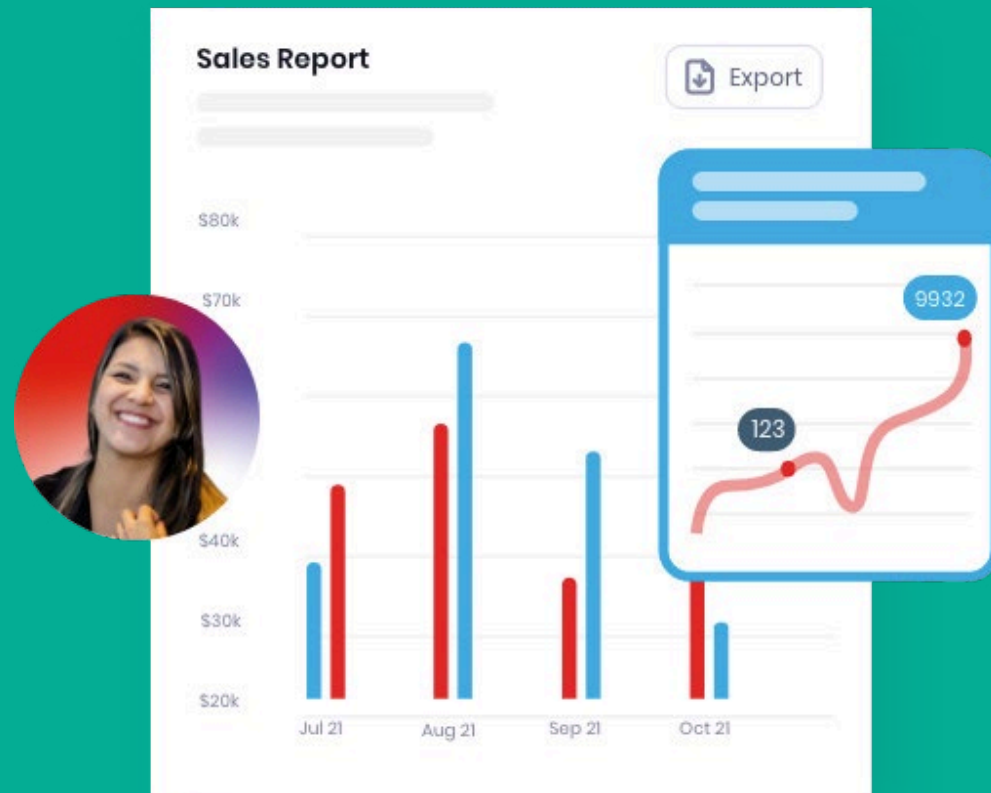 Sales Report
Export
$80k
$70k
9932
123
$40k
$30k
$20k
Jul 21
Aug 21
Sep 21
Oct 21